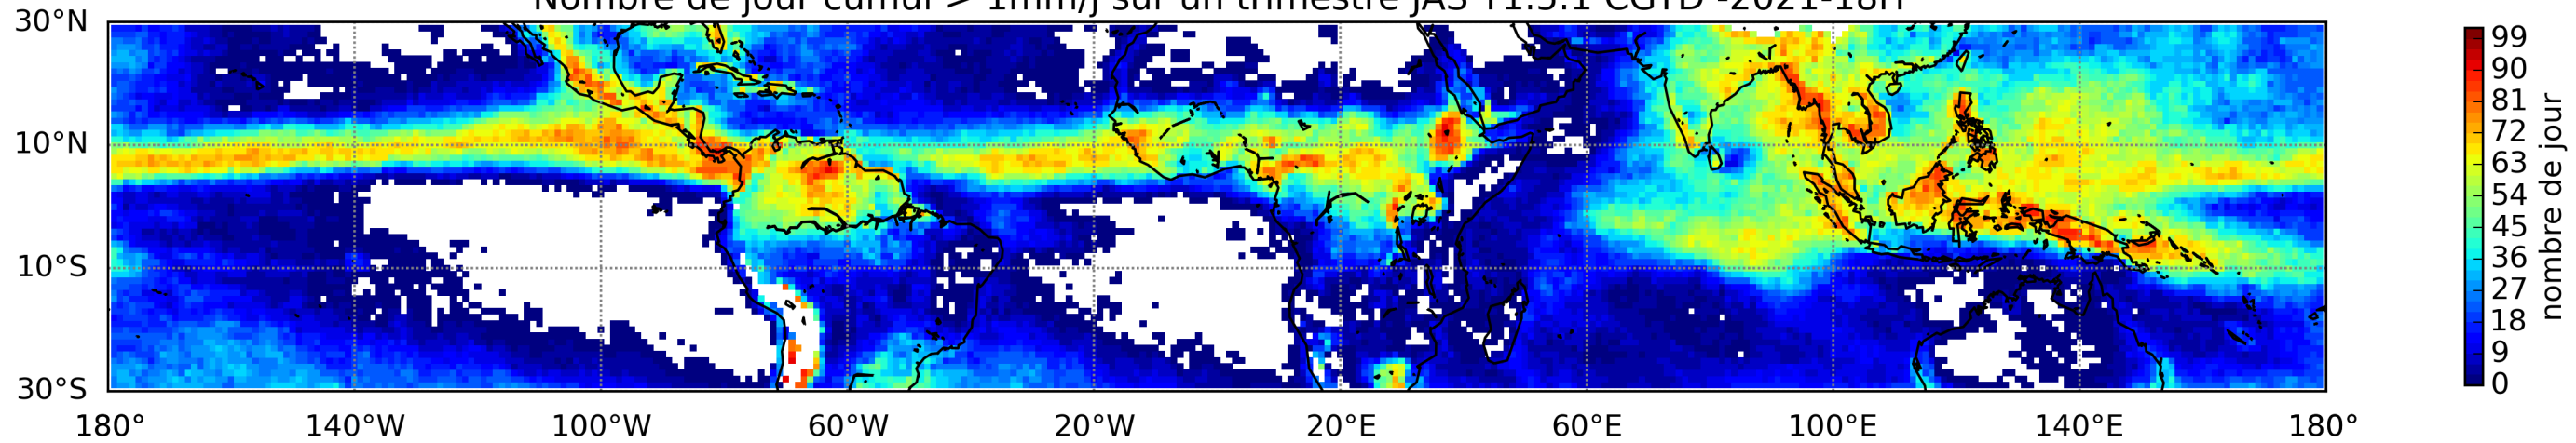 Nombre de jour cumul > 1mm/j sur un trimestre JAS T1.5.1 CGTD -2021-18H
30°N
10°N
10°S
30°S
180° 140°W 100°W 60°W 20°W 20°E 60°E 100°E 140°E 180°
99
90
81
72
63
54
45
36
27
18
9
0
nombre de jour